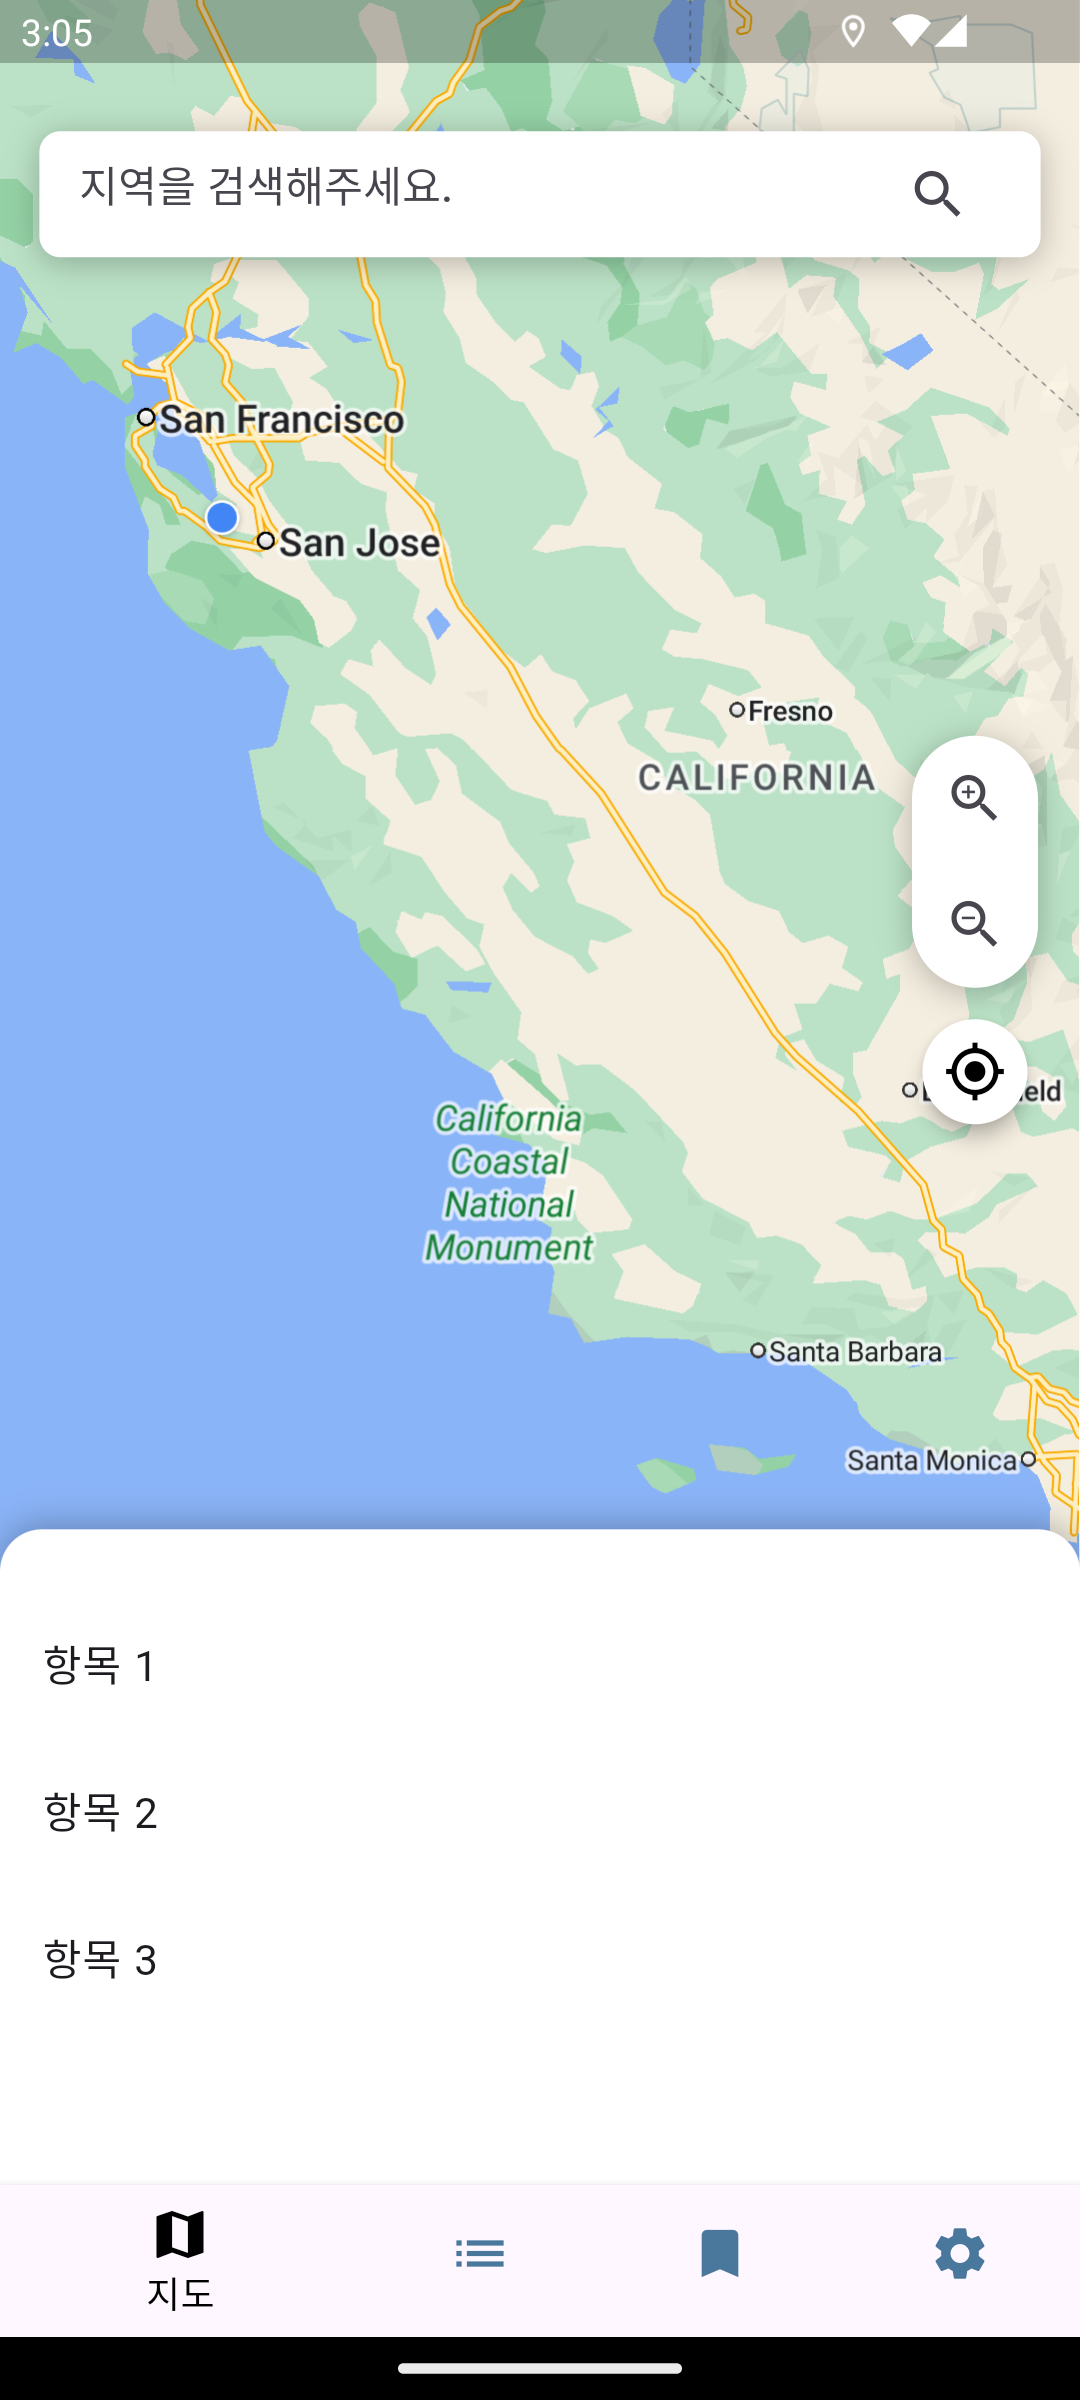 3:05
지역을 검색해주세요.
San Francisco
San Jose
Fresno
CALIFORNIA
eld
California
Coastal
National
Monument
Santa Barbara
Santa Monica
항목 1
항목 2
항목 3
지도